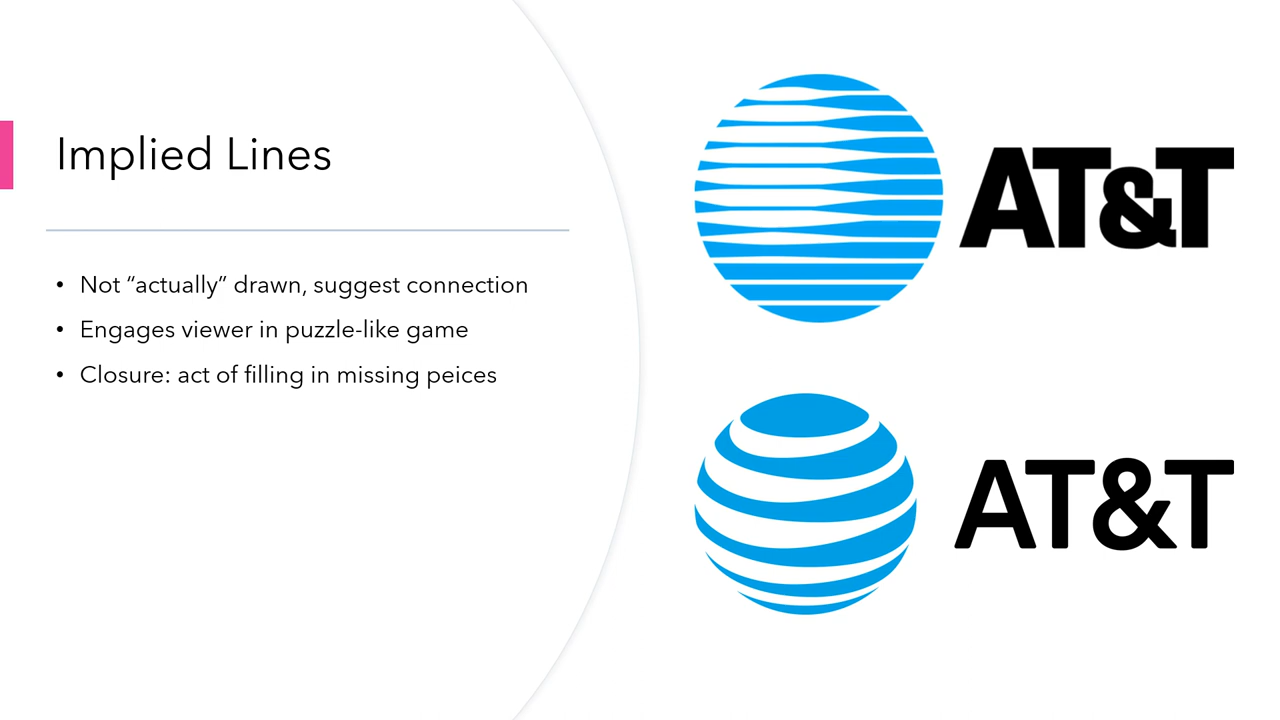 Implied Lines
• Not “actually” drawn, suggest connection
• Engages viewer in puzzle-like game
• Closure: act of filling in missing peices
AT&T
AT&T